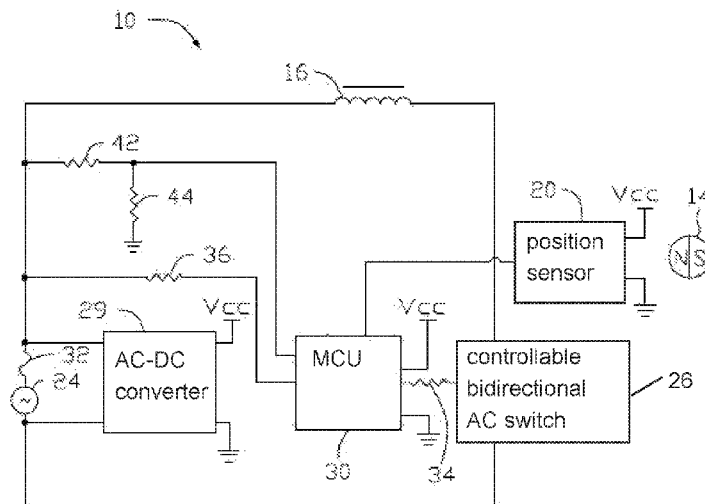 10
16
42
44
20
Vcc
14
position
sensor
N S
36
29
Vcc
Vcc
32
24
AC-DC
converter
MCU
controllable
bidirectional
AC switch
26
30
34
~